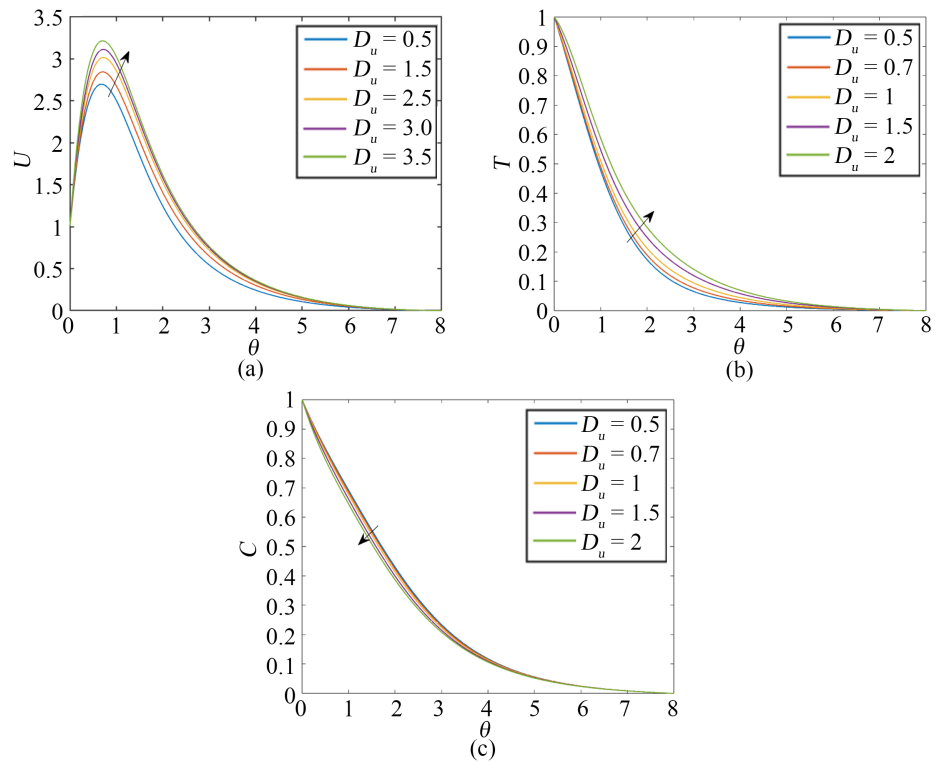 3.5
3
2.5
2
1.5
1
0.5
0
U
D_u = 0.5
D_u = 1.5
D_u = 2.5
D_u = 3.0
D_u = 3.5
0 1 2 3 4 5 6 7 8
θ
(a)
1
0.9
0.8
0.7
0.6
0.5
0.4
0.3
0.2
0.1
0
T
D_u = 0.5
D_u = 0.7
D_u = 1
D_u = 1.5
D_u = 2
0 1 2 3 4 5 6 7 8
θ
(b)
1
0.9
0.8
0.7
0.6
0.5
0.4
0.3
0.2
0.1
0
C
D_u = 0.5
D_u = 0.7
D_u = 1
D_u = 1.5
D_u = 2
0 1 2 3 4 5 6 7 8
θ
(c)